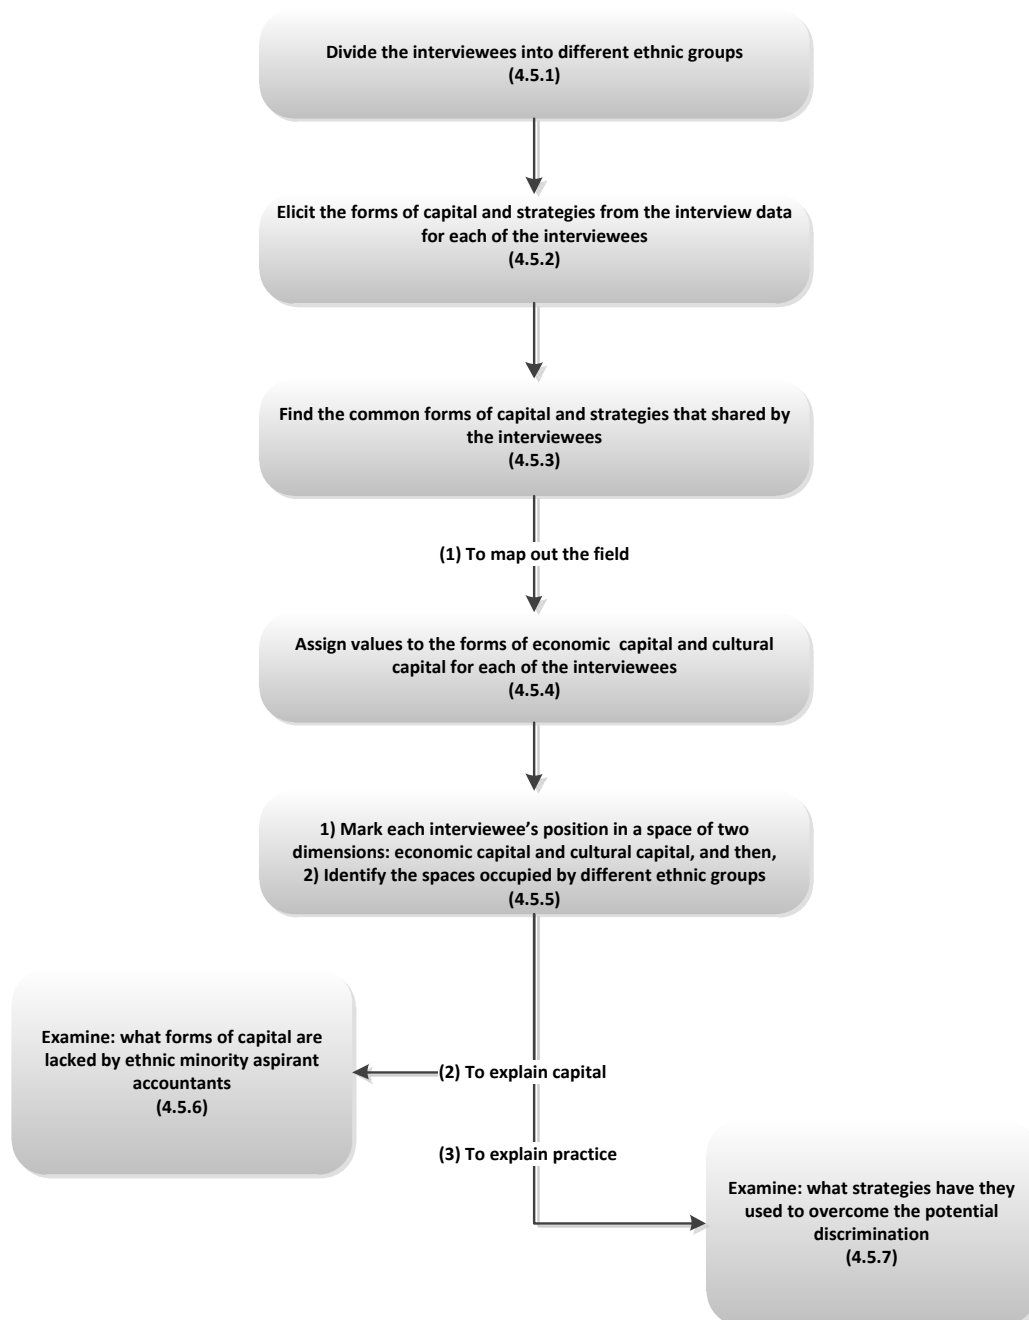 Divide the interviewees into different ethnic groups
(4.5.1)
Elicit the forms of capital and strategies from the interview data
for each of the interviewees
(4.5.2)
Find the common forms of capital and strategies that shared by
the interviewees
(4.5.3)
(1) To map out the field
Assign values to the forms of economic capital and cultural
capital for each of the interviewees
(4.5.4)
1) Mark each interviewee’s position in a space of two
dimensions: economic capital and cultural capital, and then,
2) Identify the spaces occupied by different ethnic groups
(4.5.5)
Examine: what forms of capital are
lacked by ethnic minority aspirant
accountants
(4.5.6)
(2) To explain capital
(3) To explain practice
Examine: what strategies have they
used to overcome the potential
discrimination
(4.5.7)